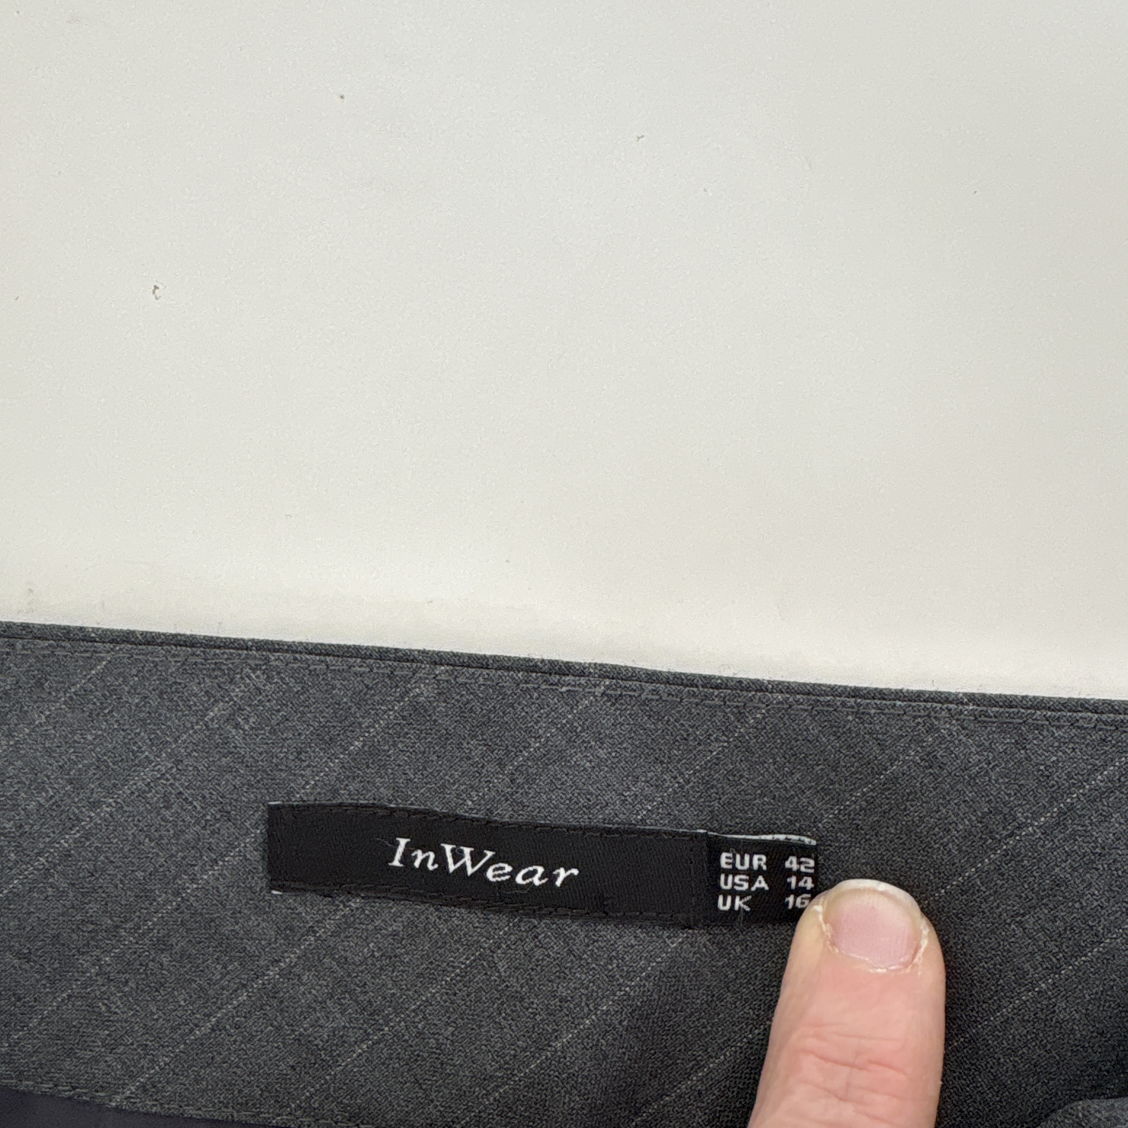 InWear
EUR 42
USA 14
UK 16